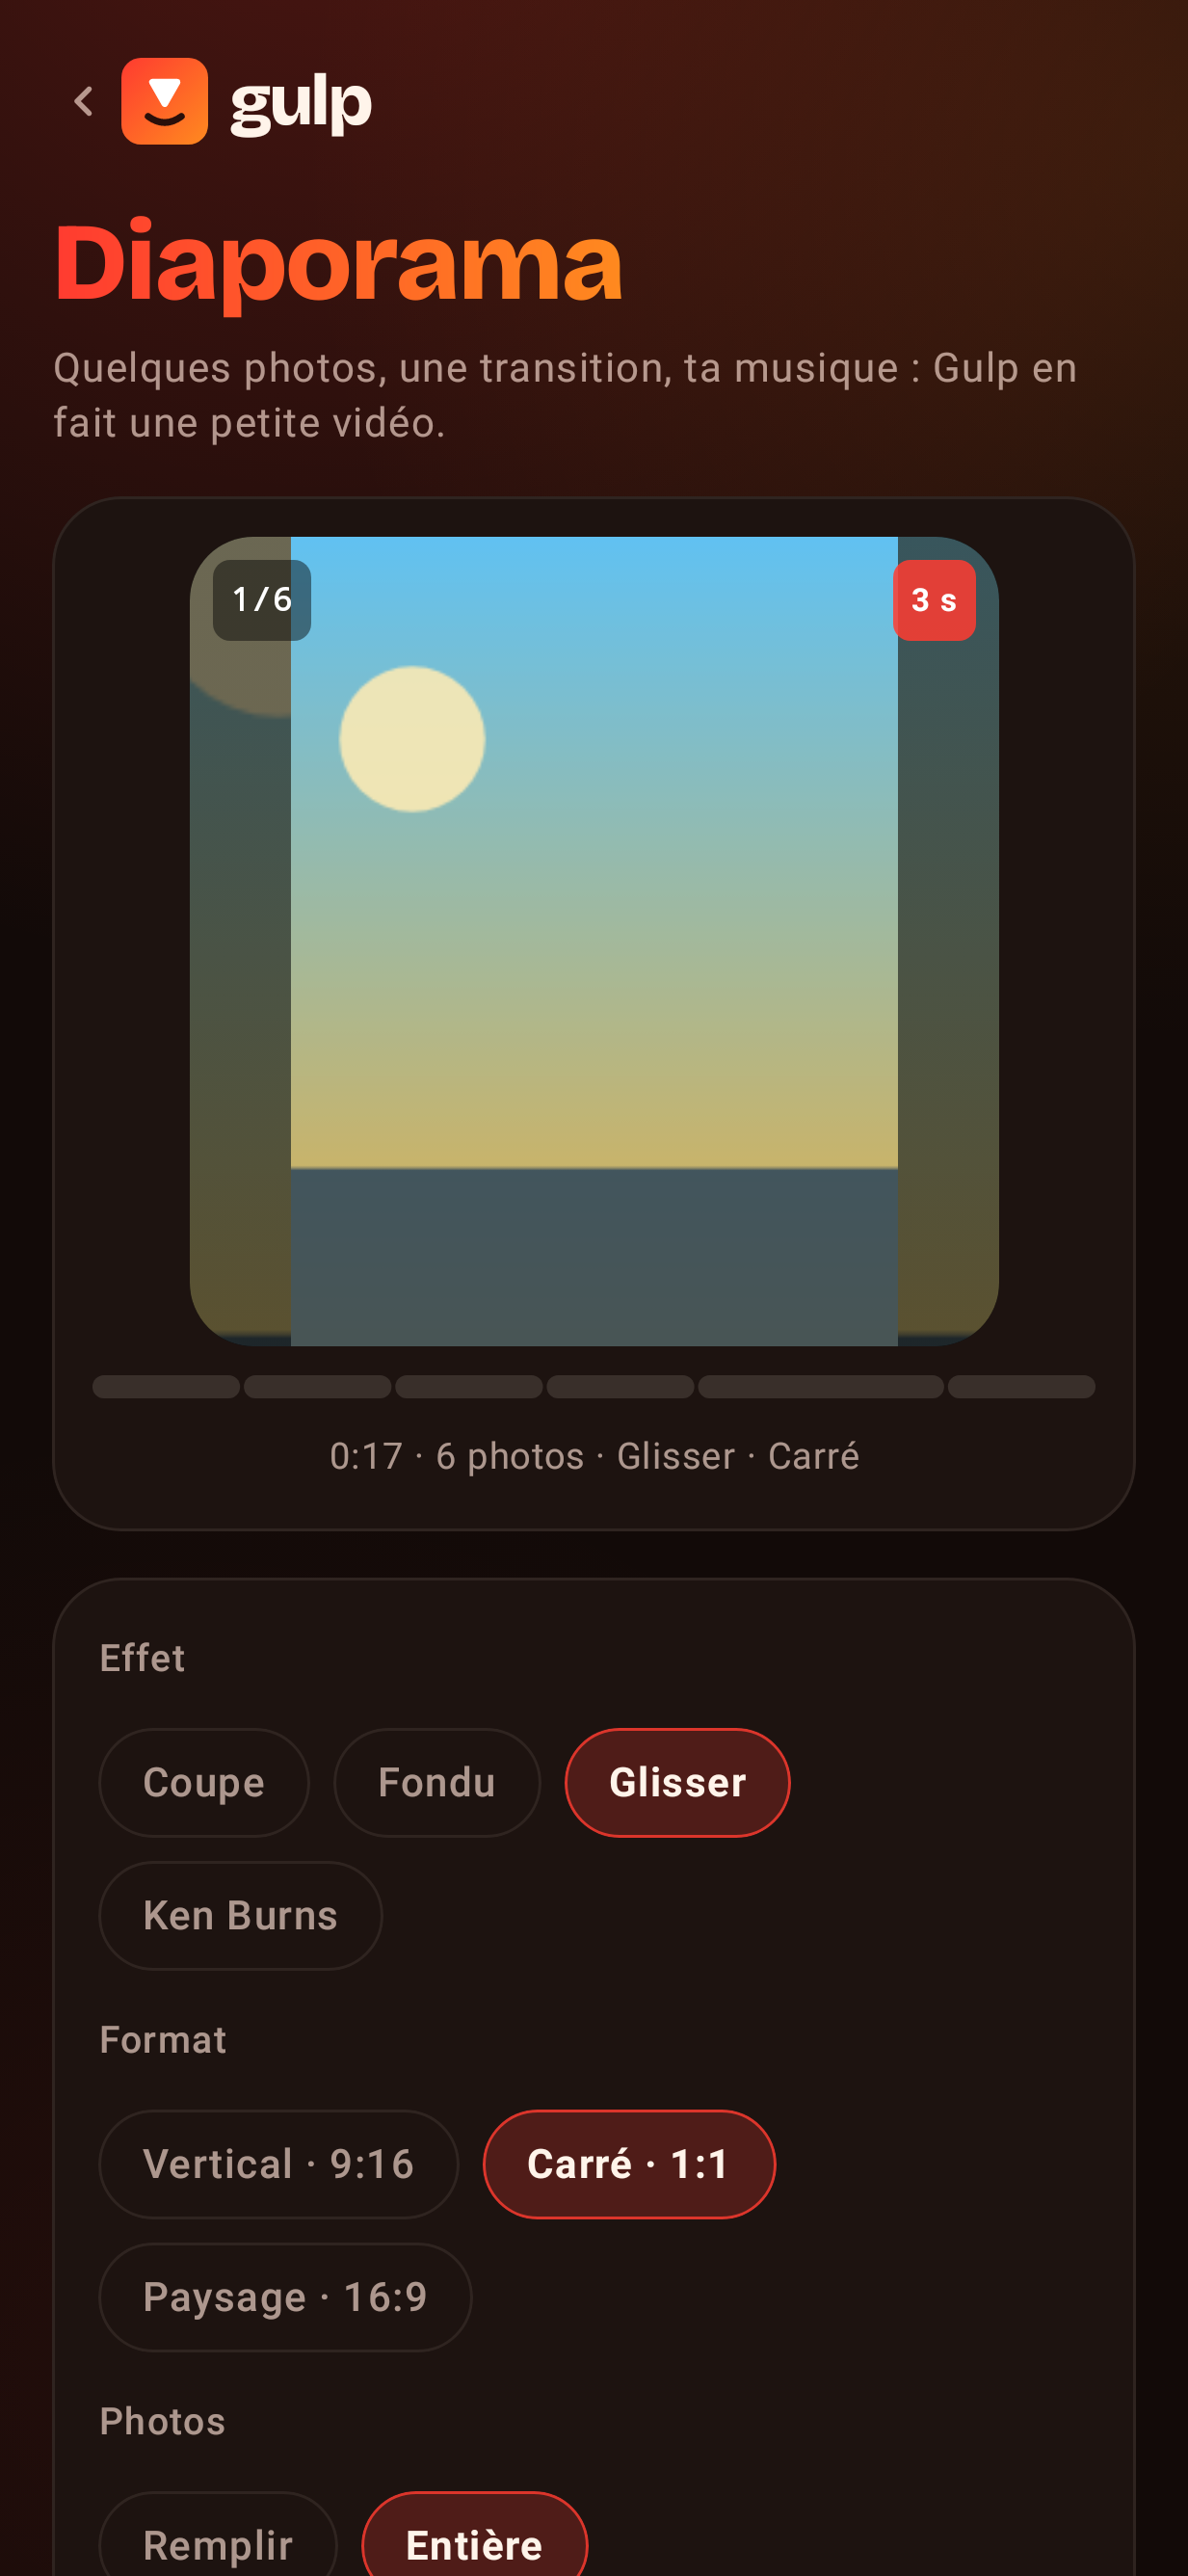 gulp
Diaporama
Quelques photos, une transition, ta musique : Gulp en
fait une petite vidéo.
1/6
3 s
0:17 · 6 photos · Glisser · Carré
Effet
Coupe
Fondu
Glisser
Ken Burns
Format
Vertical · 9:16
Carré · 1:1
Paysage · 16:9
Photos
Remplir
Entière